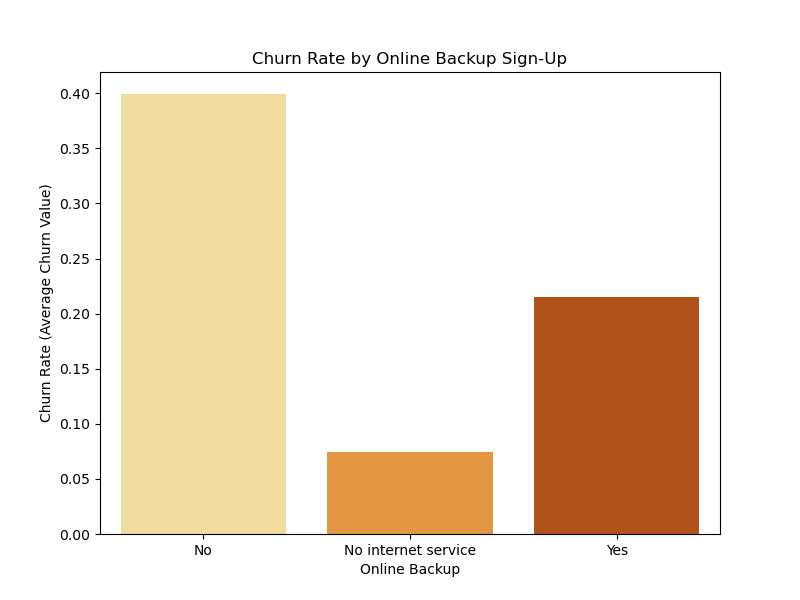 Churn Rate by Online Backup Sign-Up
Churn Rate (Average Churn Value)
0.40
0.35
0.30
0.25
0.20
0.15
0.10
0.05
0.00
No
No internet service
Yes
Online Backup